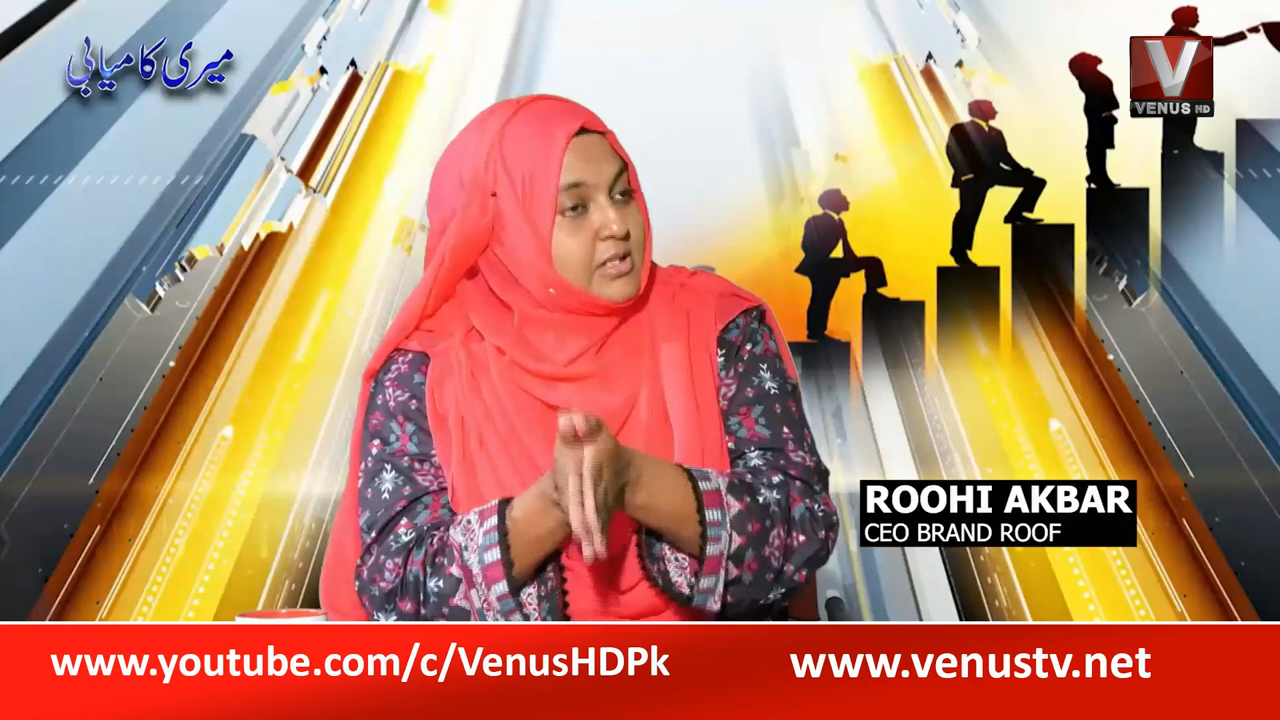 میری کامیابی
V
VENUS HD
ROOHI AKBAR
CEO BRAND ROOF
www.youtube.com/c/VenusHDPk
www.venustv.net